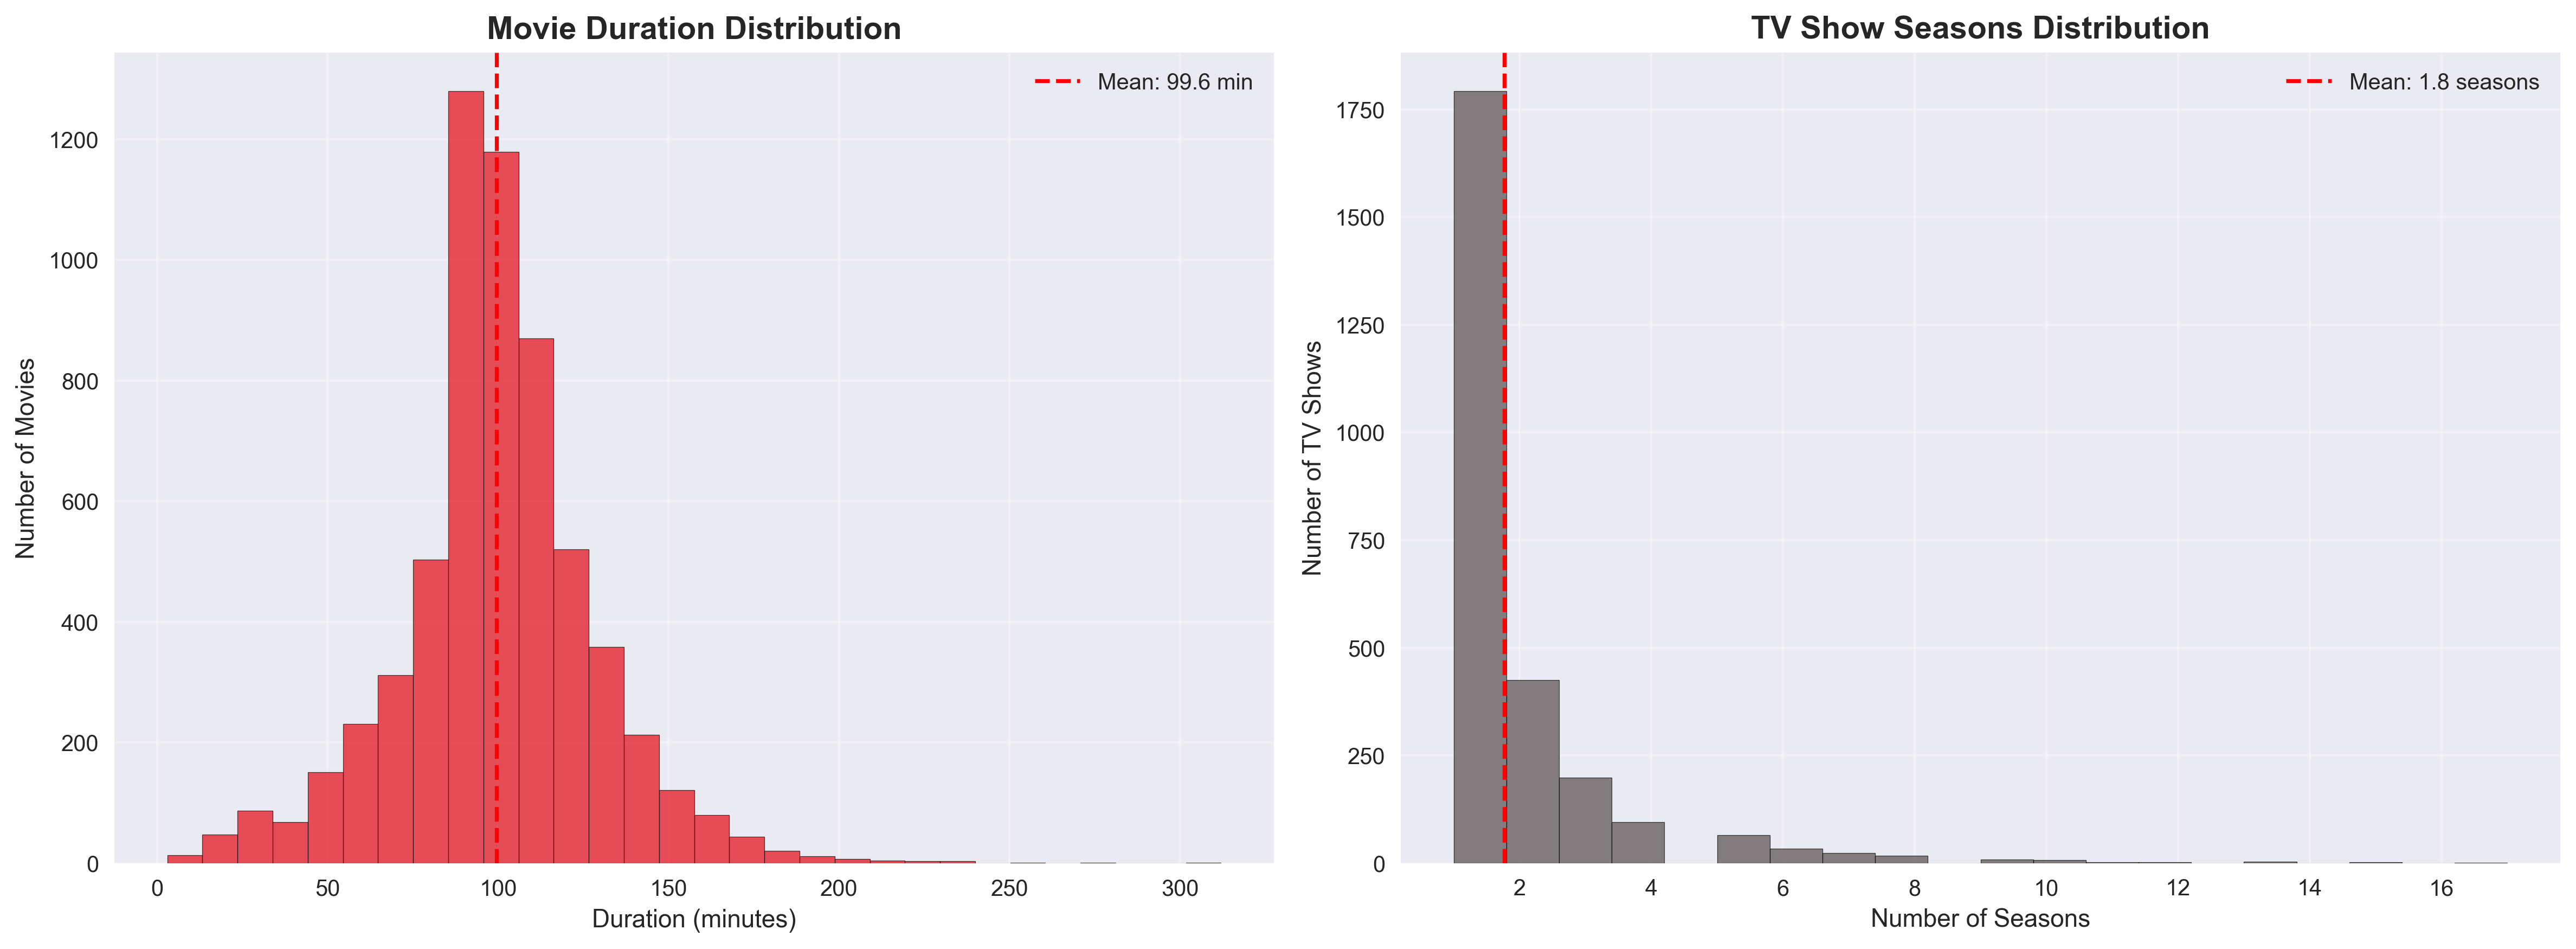 Movie Duration Distribution
Mean: 99.6 min
Number of Movies
1200
1000
800
600
400
200
0
0 50 100 150 200 250 300
Duration (minutes)
TV Show Seasons Distribution
Mean: 1.8 seasons
Number of TV Shows
1750
1500
1250
1000
750
500
250
0
2 4 6 8 10 12 14 16
Number of Seasons